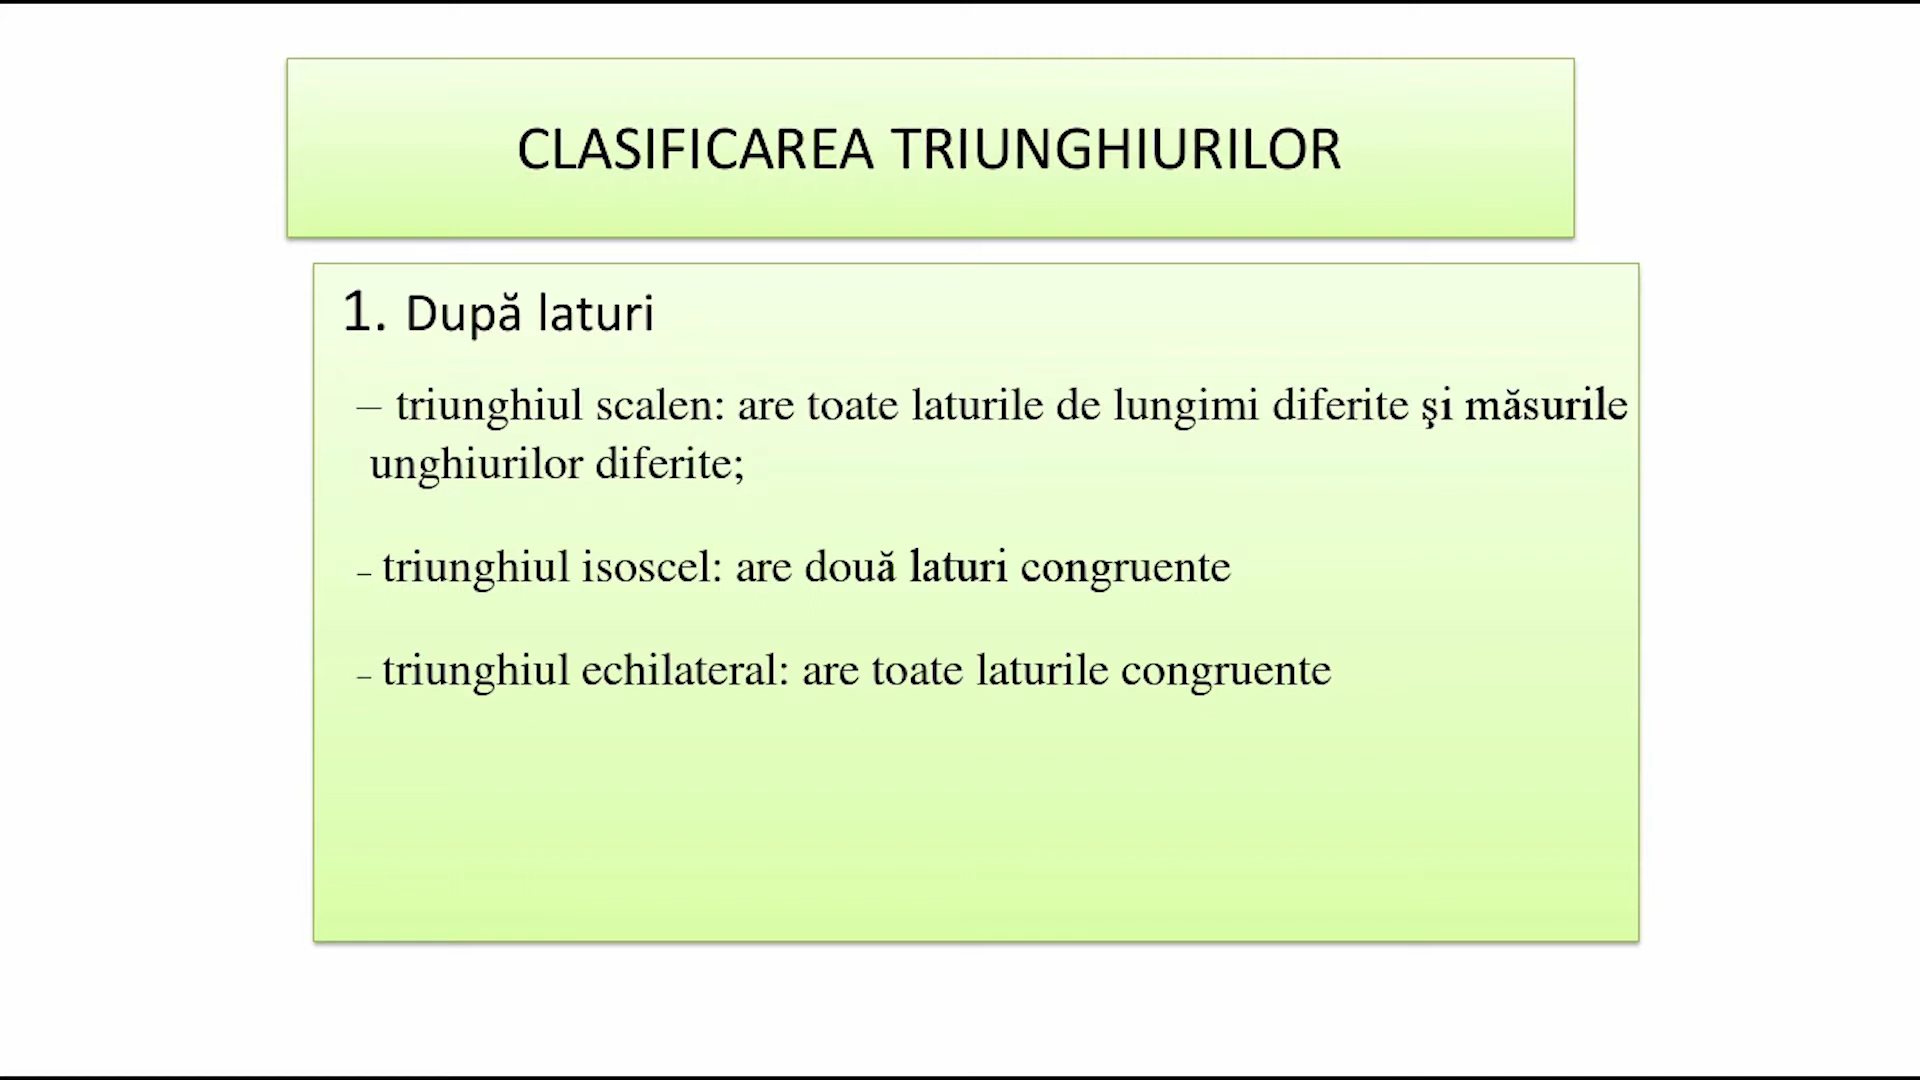 CLASIFICAREA TRIUNGHIURILOR
1. După laturi
– triunghiul scalen: are toate laturile de lungimi diferite şi măsurile
unghiurilor diferite;
– triunghiul isoscel: are două laturi congruente
– triunghiul echilateral: are toate laturile congruente